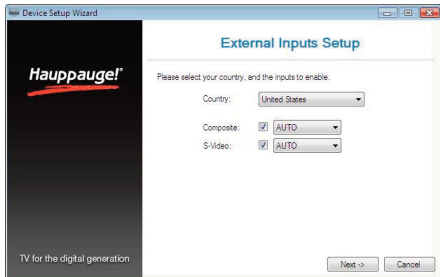 Device Setup Wizard
External Inputs Setup
Hauppauge!
Please select your country, and the inputs to enable.
Country: United States
Composite: AUTO
S-Video: AUTO
TV for the digital generation
Next -> Cancel